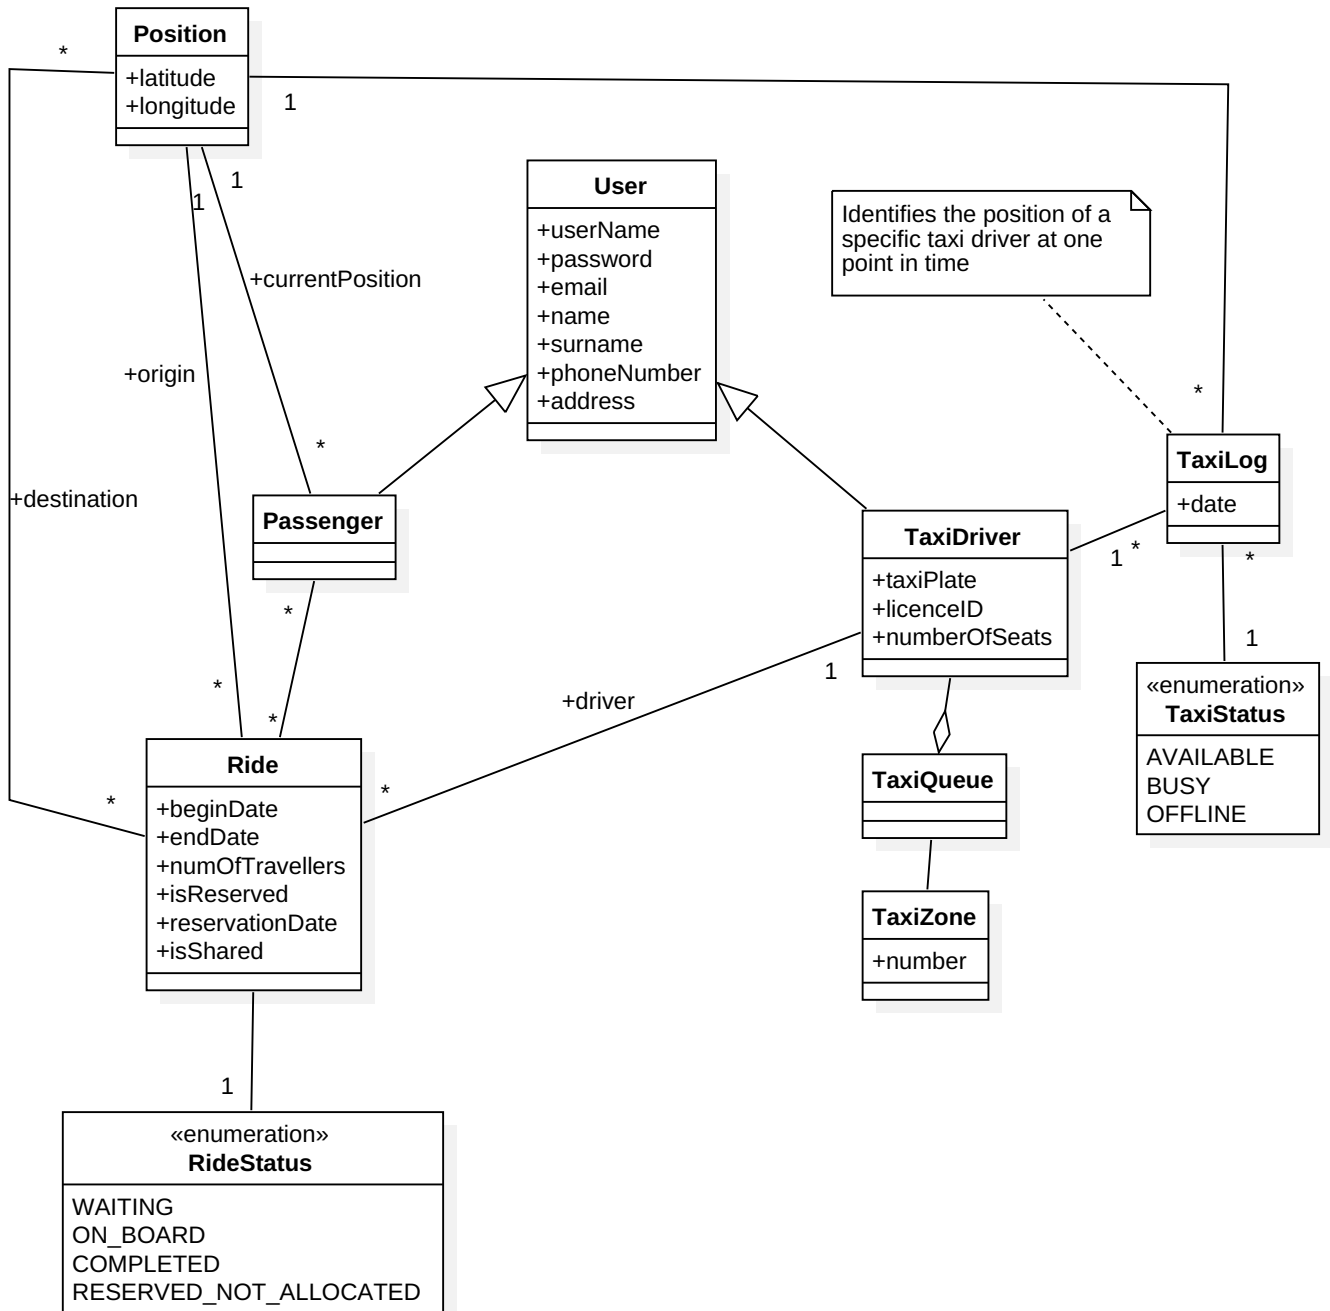 Position
+latitude
+longitude
*
1
1
1
User
+userName
+password
+email
+name
+surname
+phoneNumber
+address
Identifies the position of a
specific taxi driver at one
point in time
+currentPosition
+origin
+destination
*
*
TaxiLog
+date
Passenger
TaxiDriver
+taxiPlate
+licenceID
+numberOfSeats
1
*
*
1
*
*
*
+driver
1
*
*
«enumeration»
TaxiStatus
AVAILABLE
BUSY
OFFLINE
Ride
+beginDate
+endDate
+numOfTravellers
+isReserved
+reservationDate
+isShared
TaxiQueue
TaxiZone
+number
1
«enumeration»
RideStatus
WAITING
ON_BOARD
COMPLETED
RESERVED_NOT_ALLOCATED